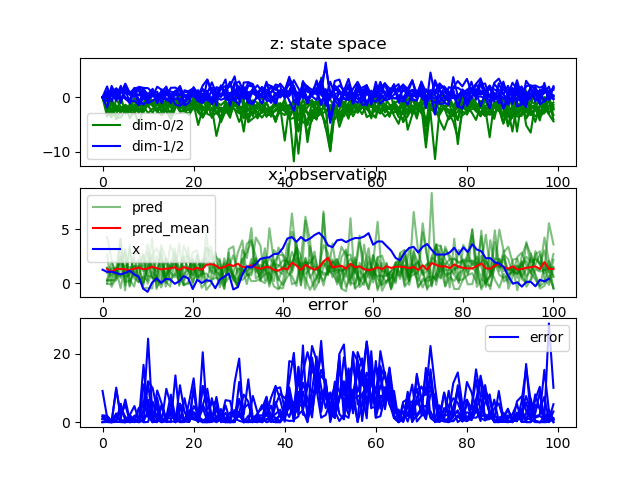 z: state space
0
−10
dim-0/2
dim-1/2
0 20 40 60 80 100
x: observation
5
0
pred
pred_mean
x
0 20 40 60 80 100
error
20
0
error
0 20 40 60 80 100